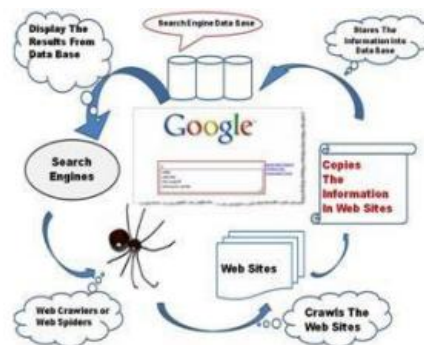 Search Engine Data Base
Display The
Results From
Data Base
Stores The
Information Into
Data Base
Google
Search
Engines
Copies
The
Information
In Web Sites
Web Sites
Web Crawlers or
Web Spiders
Crawls The
Web Sites